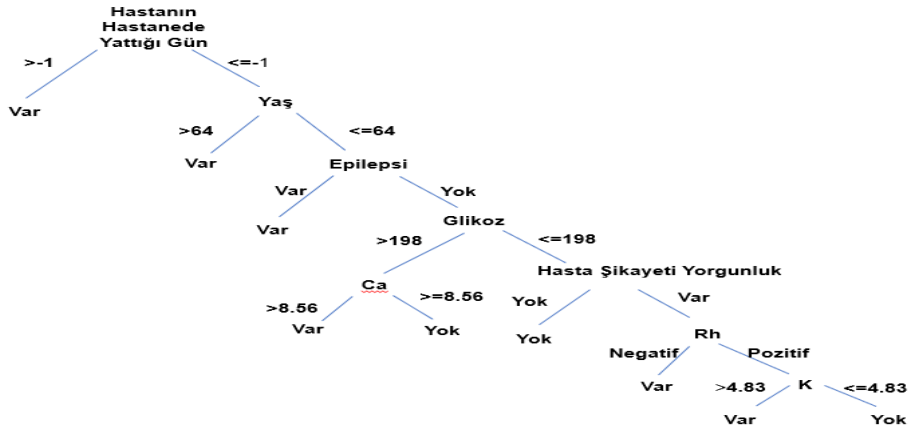 Hastanın
Hastanede
Yattığı Gün
>-1
<=-1
Var
Yaş
>64
<=64
Var
Epilepsi
Var
Yok
Var
Glikoz
>198
<=198
Ca
Hasta Şikayeti Yorgunluk
>8.56
>=8.56
Yok
Var
Var
Yok
Yok
Rh
Negatif
Pozitif
Var
>4.83
K
<=4.83
Var
Yok